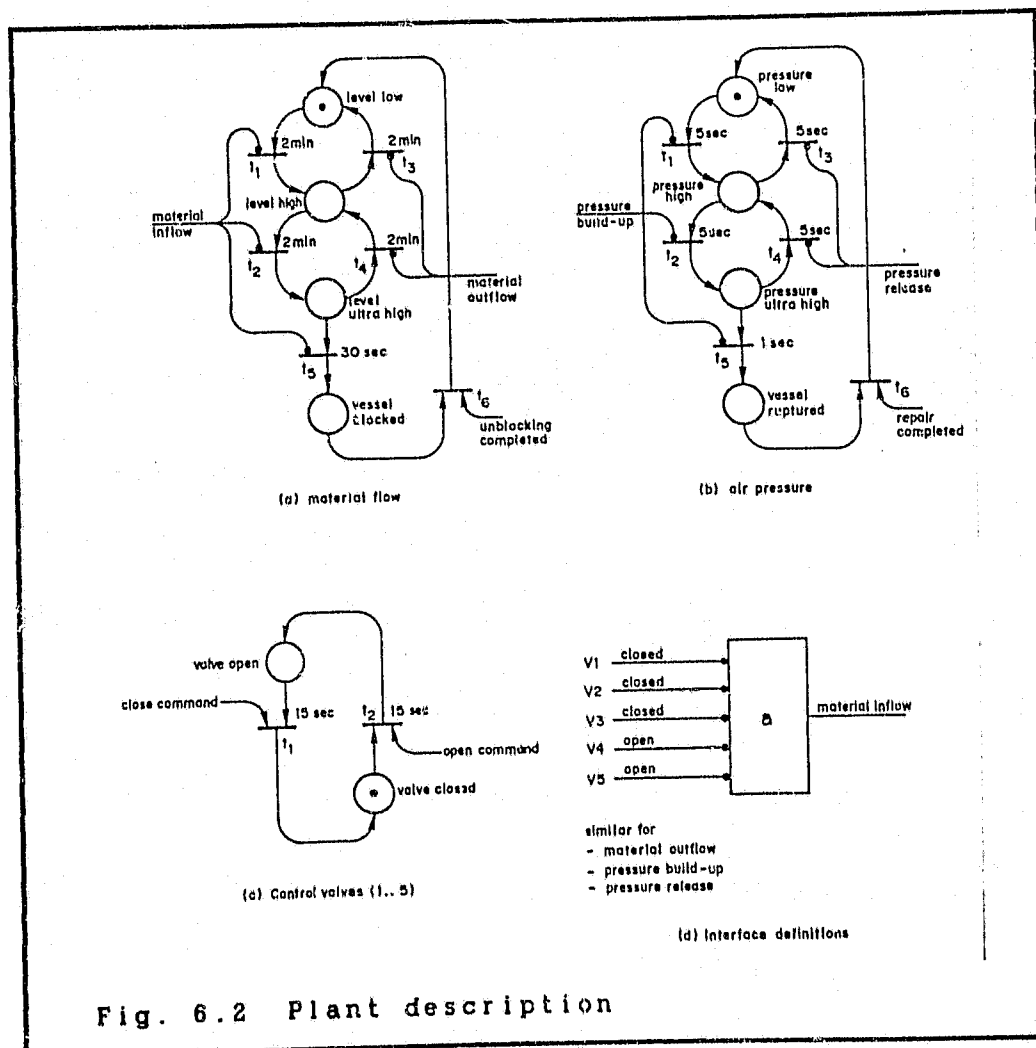 level low
2min
2min
t1
t3
level high
material
inflow
2min
2min
t2
t4
level
ultra high
material
outflow
30 sec
t5
vessel
blocked
t6
unblocking
completed
(a) material flow
pressure
low
5sec
5sec
t1
t3
pressure
high
pressure
build-up
5sec
5sec
t2
t4
pressure
ultra high
pressure
release
1 sec
t5
vessel
ruptured
t6
repair
completed
(b) air pressure
valve open
close command
15 sec
t2
15 sec
t1
open command
valve closed
(c) Control valves (1..5)
V1 closed
V2 closed
V3 closed
V4 open
V5 open
a
material inflow
similar for
- material outflow
- pressure build-up
- pressure release
(d) Interface definitions
Fig. 6.2 Plant description